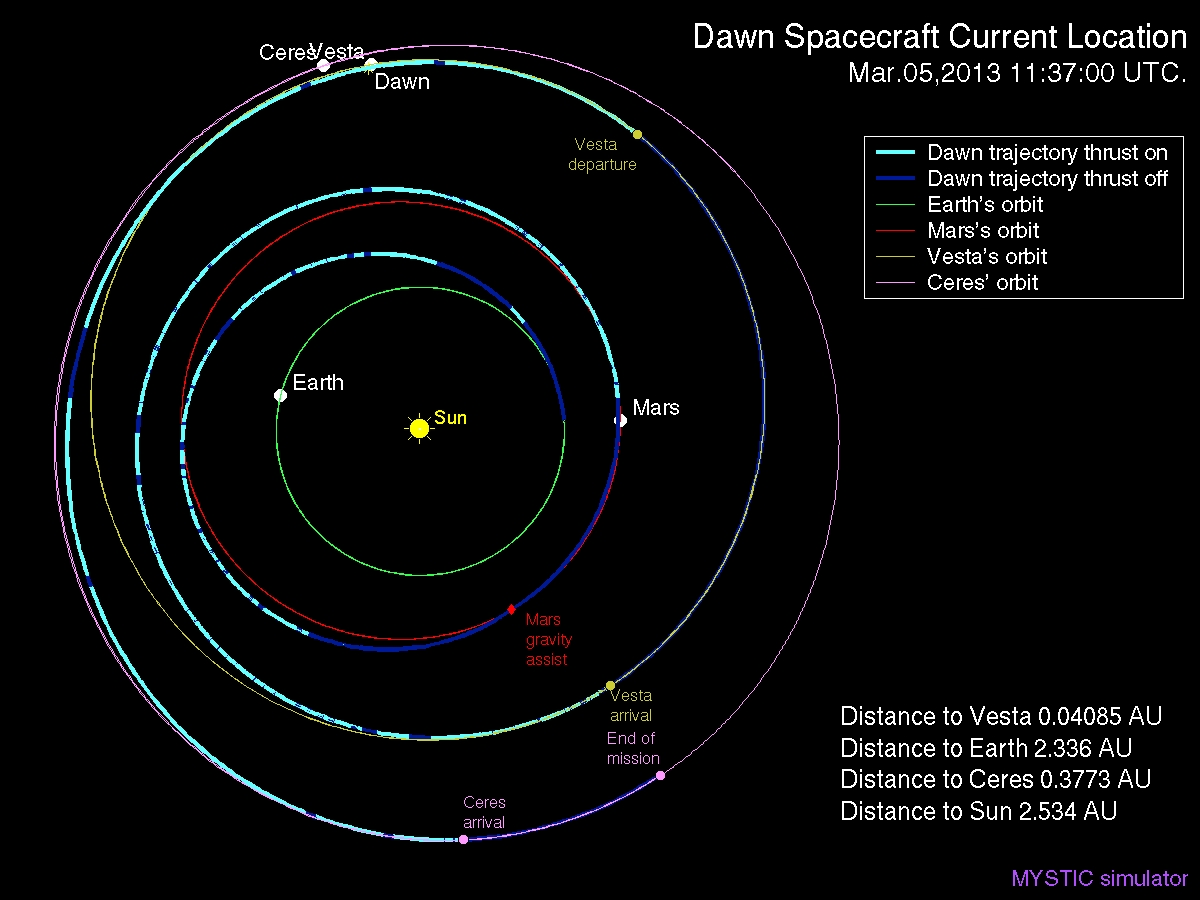 Dawn Spacecraft Current Location
Mar.05,2013 11:37:00 UTC.
Ceres
Vesta
Dawn
Vesta
departure
Dawn trajectory thrust on
Dawn trajectory thrust off
Earth's orbit
Mars's orbit
Vesta's orbit
Ceres' orbit
Earth
Mars
Sun
Mars
gravity
assist
Vesta
arrival
End of
mission
Ceres
arrival
Distance to Vesta 0.04085 AU
Distance to Earth 2.336 AU
Distance to Ceres 0.3773 AU
Distance to Sun 2.534 AU
MYSTIC simulator